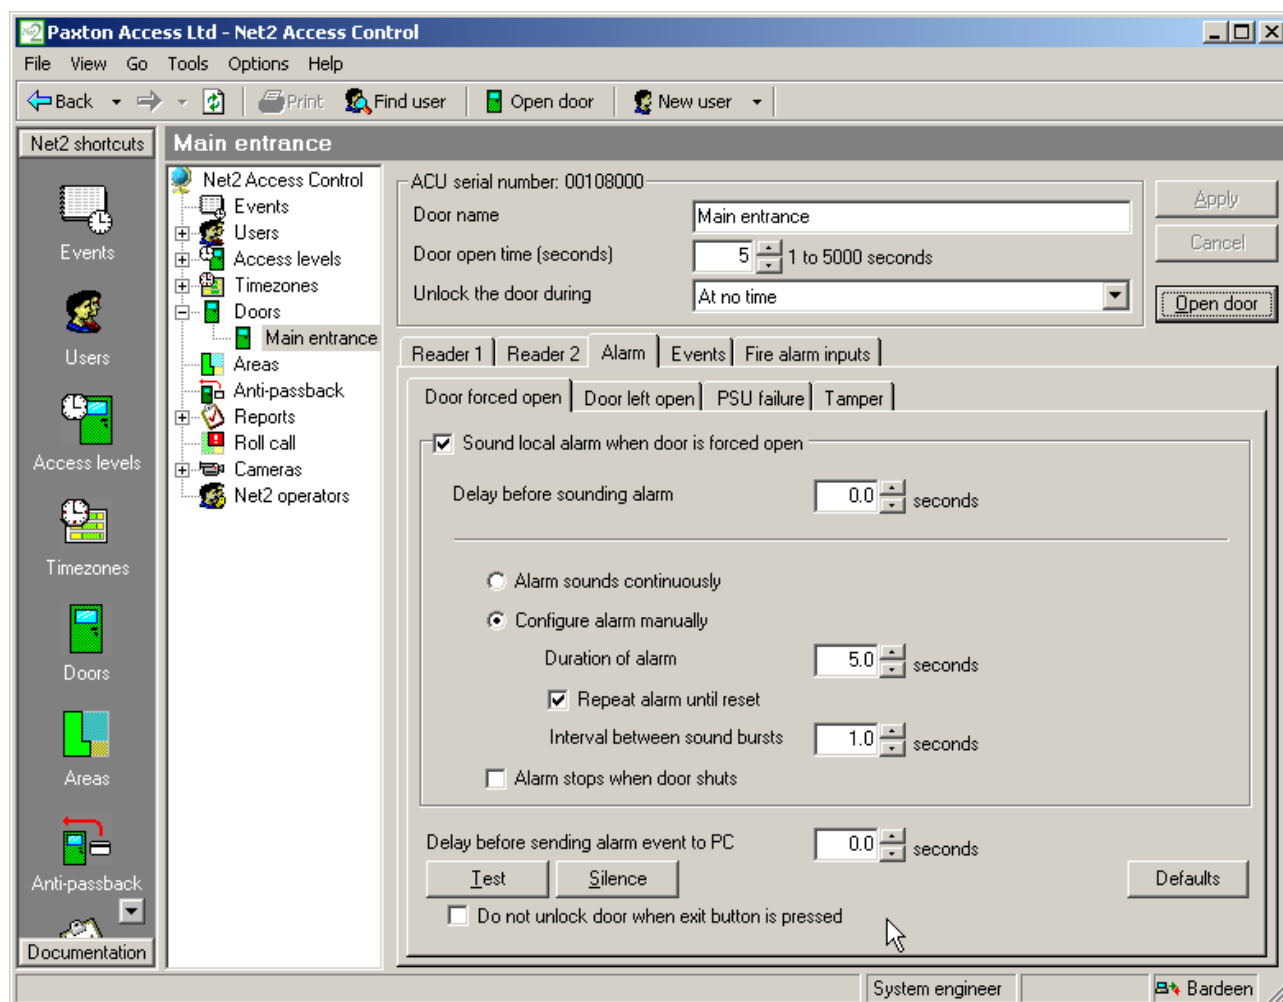 Paxton Access Ltd - Net2 Access Control
File View Go Tools Options Help
Back Print Find user Open door New user
Net2 shortcuts
Events
Users
Access levels
Timezones
Doors
Areas
Anti-passback
Documentation
Main entrance
Net2 Access Control
Events
Users
Access levels
Timezones
Doors
Main entrance
Areas
Anti-passback
Reports
Roll call
Cameras
Net2 operators
ACU serial number: 00108000
Door name Main entrance
Door open time (seconds) 5 1 to 5000 seconds
Unlock the door during At no time
Apply
Cancel
Open door
Reader 1 Reader 2 Alarm Events Fire alarm inputs
Door forced open Door left open PSU failure Tamper
Sound local alarm when door is forced open
Delay before sounding alarm 0.0 seconds
Alarm sounds continuously
Configure alarm manually
Duration of alarm 5.0 seconds
Repeat alarm until reset
Interval between sound bursts 1.0 seconds
Alarm stops when door shuts
Delay before sending alarm event to PC 0.0 seconds
Test Silence Defaults
Do not unlock door when exit button is pressed
System engineer Bardeen